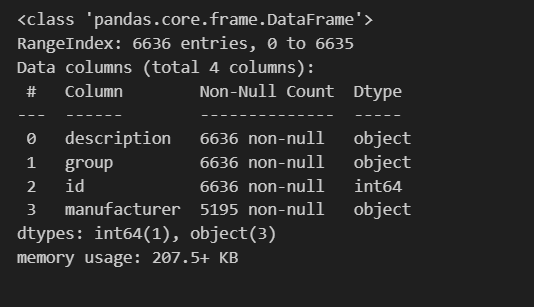 <class 'pandas.core.frame.DataFrame'>
RangeIndex: 6636 entries, 0 to 6635
Data columns (total 4 columns):
 #   Column        Non-Null Count  Dtype
---  ------        --------------  -----
 0   description   6636 non-null   object
 1   group         6636 non-null   object
 2   id            6636 non-null   int64
 3   manufacturer  5195 non-null   object
dtypes: int64(1), object(3)
memory usage: 207.5+ KB